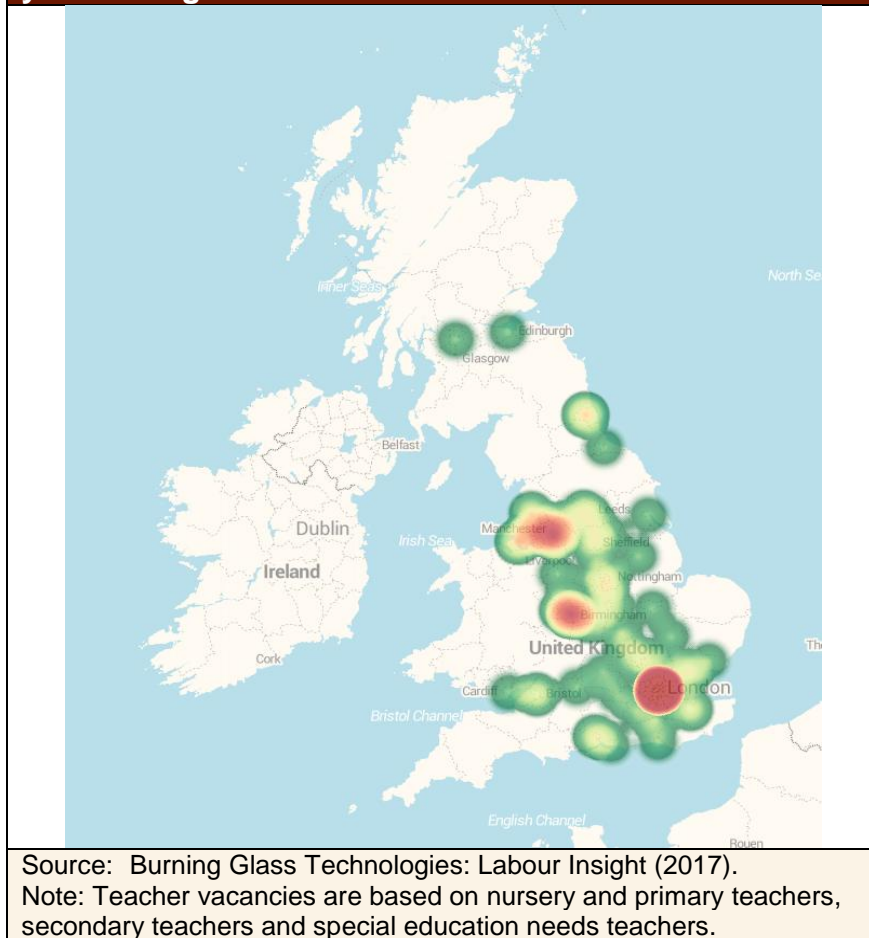 North Se
Inner Seas
Edinburgh
Glasgow
Belfast
Leeds
Dublin
Manchester
Irish Sea
Sheffield
Liverpool
Ireland
Nottingham
Birmingham
United Kingdom
Th
Cork
London
Cardiff
Bristol
Bristol Channel
English Channel
Rouen
Source: Burning Glass Technologies: Labour Insight (2017).
Note: Teacher vacancies are based on nursery and primary teachers,
secondary teachers and special education needs teachers.